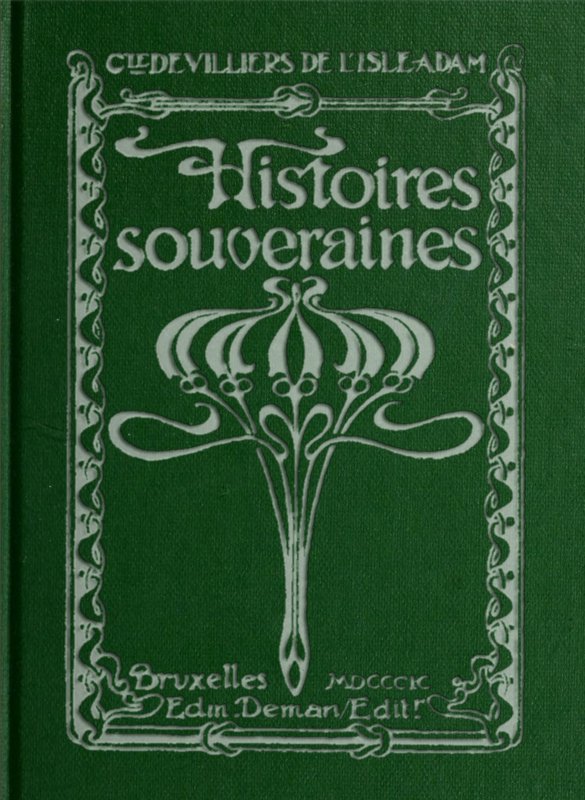 CTE DE VILLIERS DE L'ISLE-ADAM
Histoires
souveraines
Bruxelles MDCCCIC
Edm. Deman/Editr.